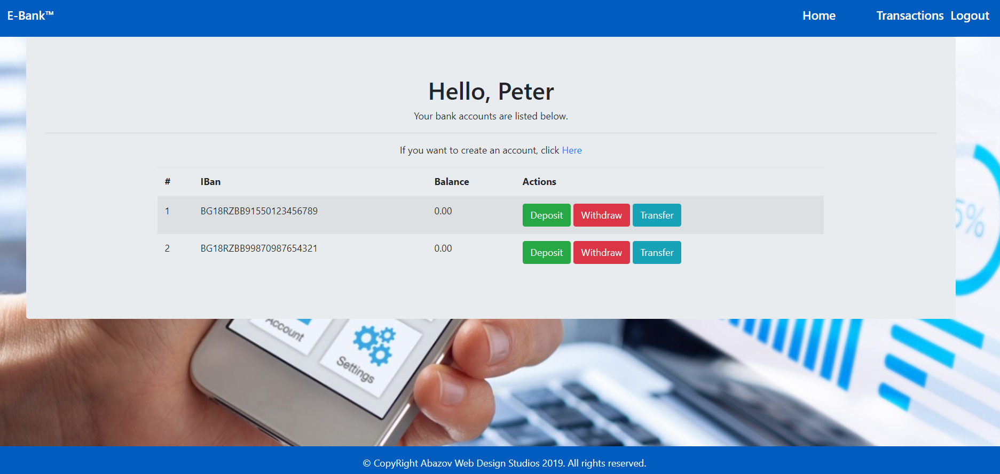 E-Bank™ Home Transactions Logout
Hello, Peter
Your bank accounts are listed below.
If you want to create an account, click Here
# IBan Balance Actions
1 BG18RZBB91550123456789 0.00 Deposit Withdraw Transfer
2 BG18RZBB99870987654321 0.00 Deposit Withdraw Transfer
5%
Account
Settings
© CopyRight Abazov Web Design Studios 2019. All rights reserved.